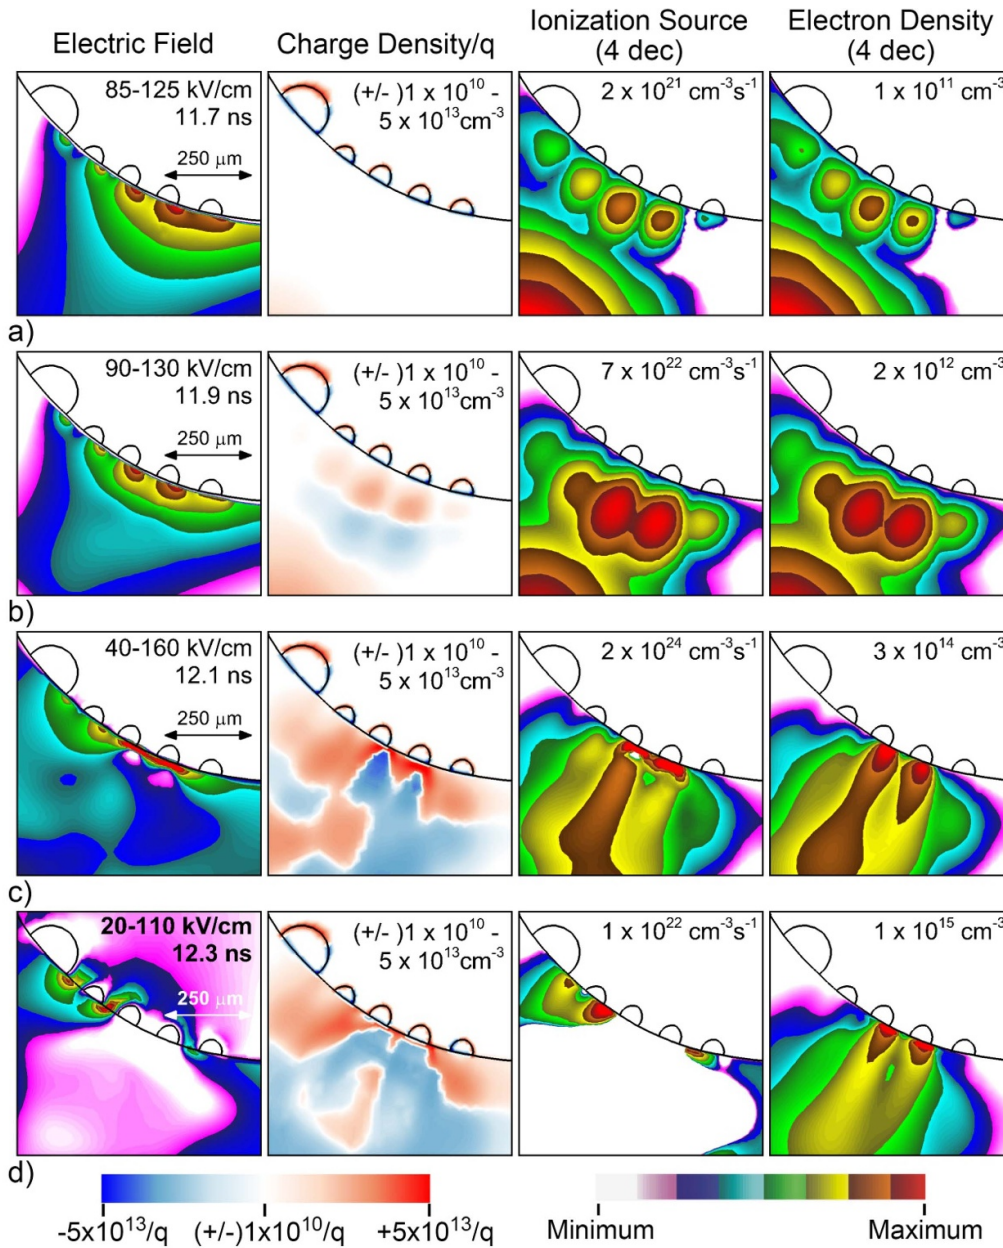 Electric Field
Charge Density/q
Ionization Source
(4 dec)
Electron Density
(4 dec)
85-125 kV/cm
11.7 ns
250 μm
(+/-)1 x 10¹⁰ -
5 x 10¹³cm⁻³
2 x 10²¹ cm⁻³s⁻¹
1 x 10¹¹ cm⁻³
a)
90-130 kV/cm
11.9 ns
250 μm
(+/-)1 x 10¹⁰ -
5 x 10¹³cm⁻³
7 x 10²² cm⁻³s⁻¹
2 x 10¹² cm⁻³
b)
40-160 kV/cm
12.1 ns
250 μm
(+/-)1 x 10¹⁰ -
5 x 10¹³cm⁻³
2 x 10²⁴ cm⁻³s⁻¹
3 x 10¹⁴ cm⁻³
c)
20-110 kV/cm
12.3 ns
250 μm
(+/-)1 x 10¹⁰ -
5 x 10¹³cm⁻³
1 x 10²² cm⁻³s⁻¹
1 x 10¹⁵ cm⁻³
d)
-5x10¹³/q
(+/-)1x10¹⁰/q
+5x10¹³/q
Minimum
Maximum